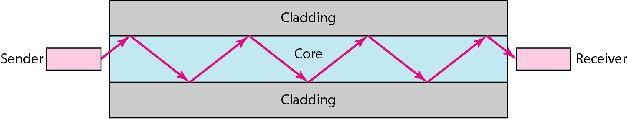 Cladding
Sender
Core
Receiver
Cladding